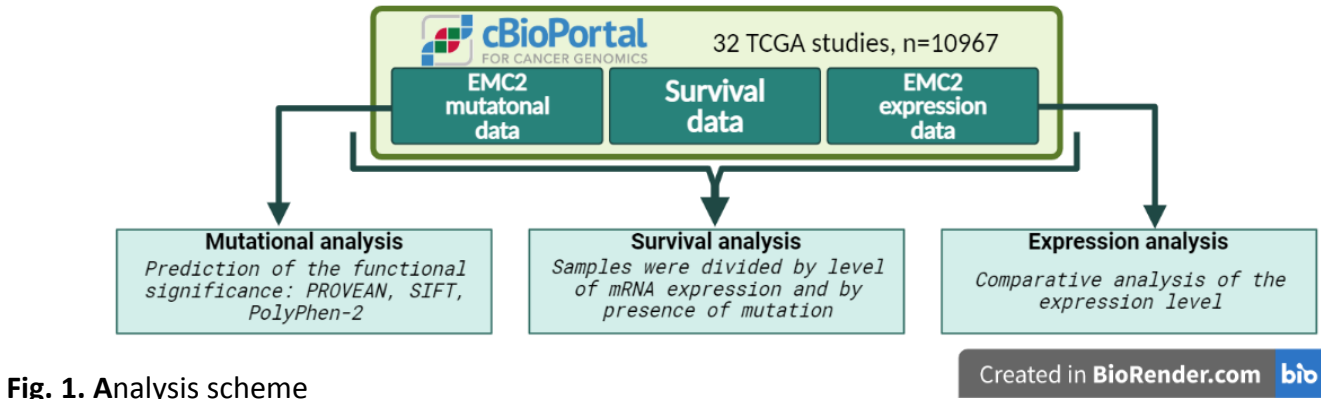 cBioPortal
FOR CANCER GENOMICS
32 TCGA studies, n=10967
EMC2
mutatonal
data
Survival
data
EMC2
expression
data
Mutational analysis
Prediction of the functional
significance: PROVEAN, SIFT,
PolyPhen-2
Survival analysis
Samples were divided by level
of mRNA expression and by
presence of mutation
Expression analysis
Comparative analysis of the
expression level
Created in BioRender.com bio
Fig. 1. Analysis scheme